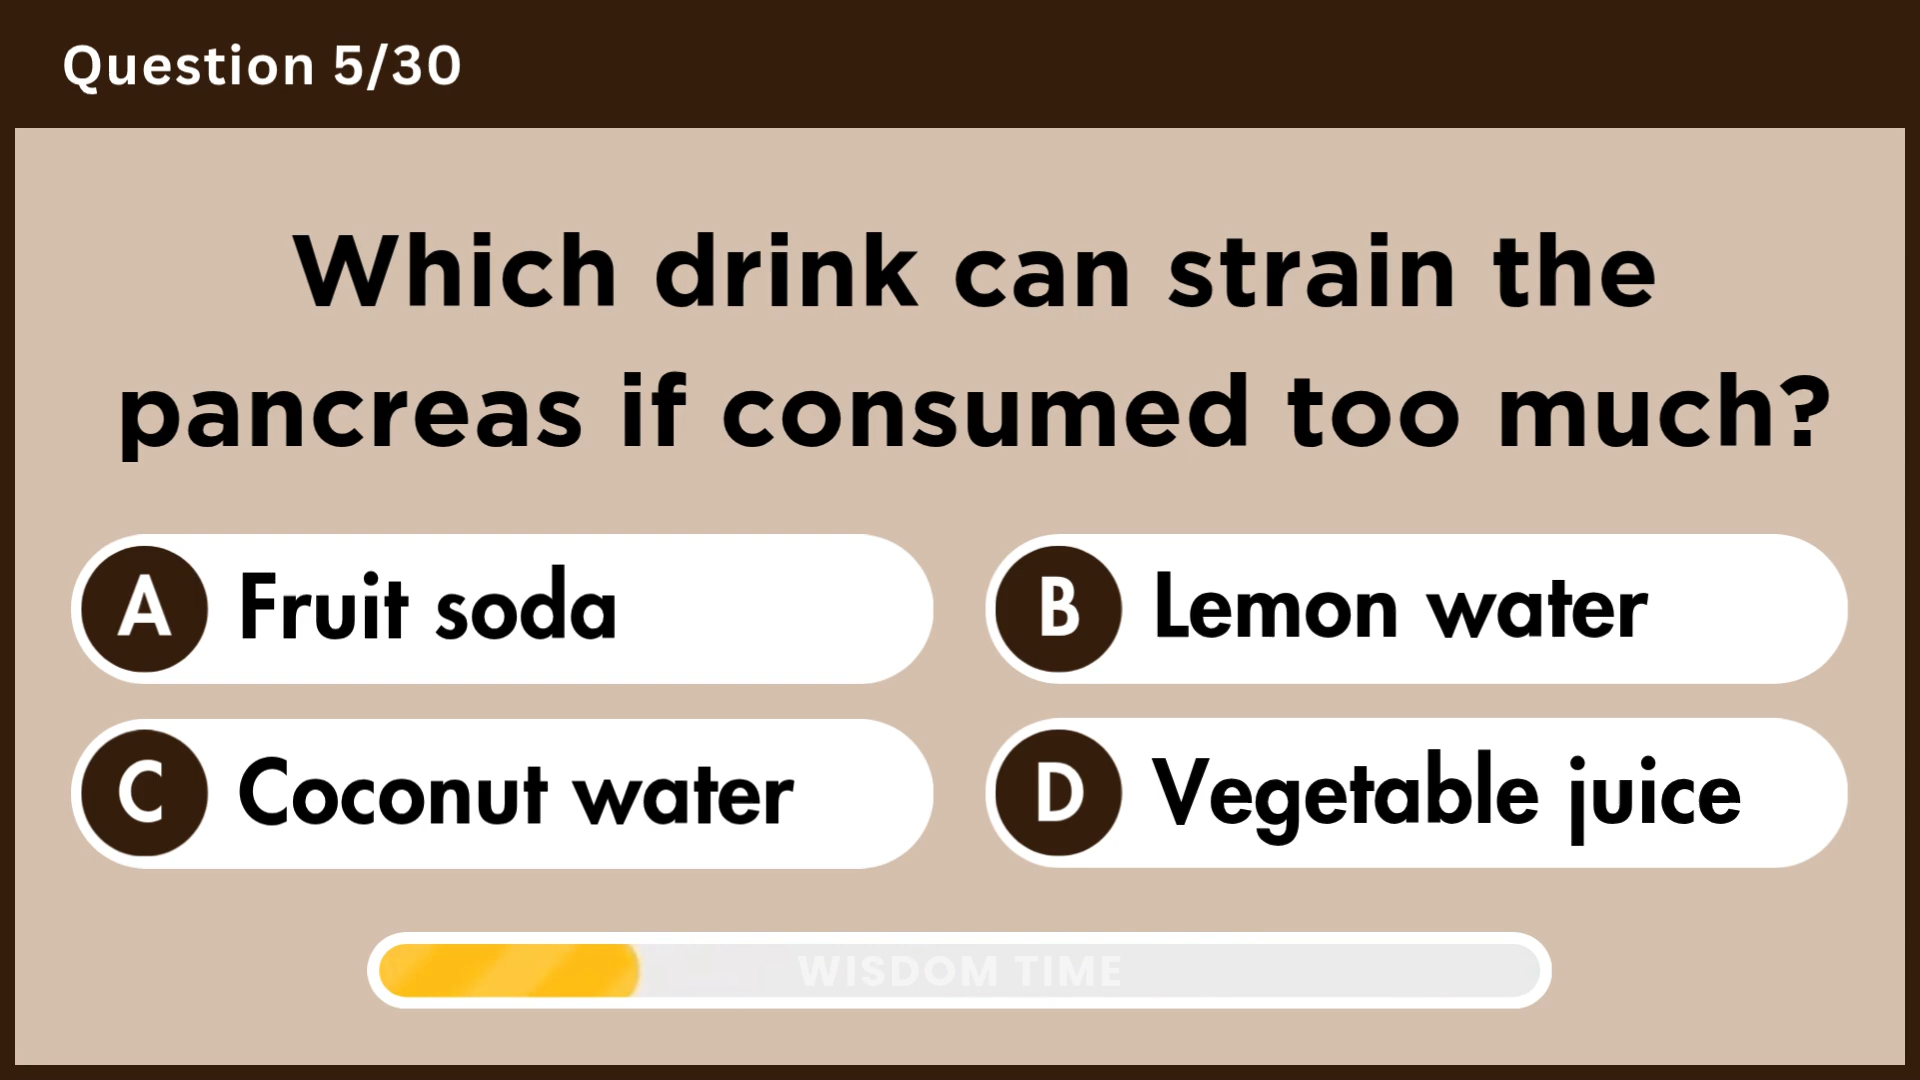 Question 5/30
Which drink can strain the
pancreas if consumed too much?
A Fruit soda
B Lemon water
C Coconut water
D Vegetable juice
WISDOM TIME